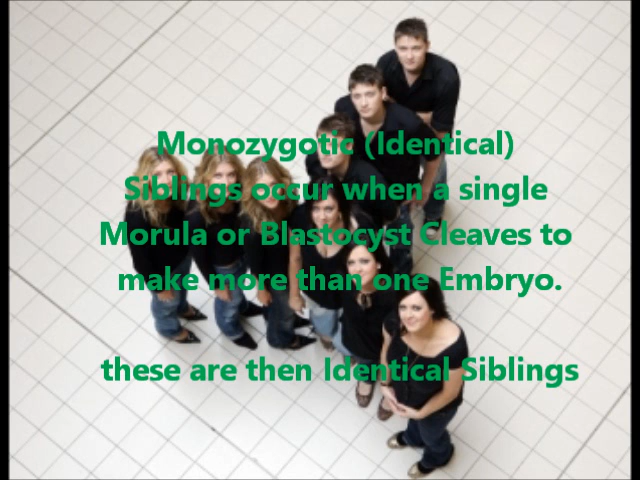 Monozygotic (Identical)
Siblings occur when a single
Morula or Blastocyst Cleaves to
make more than one Embryo.
these are then Identical Siblings